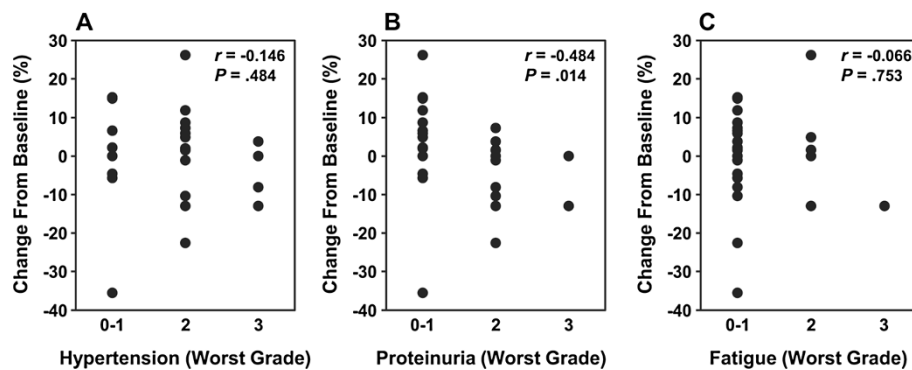 A
Change From Baseline (%)
30
20
10
0
-10
-20
-30
-40
r = -0.146
P = .484
0-1 2 3
Hypertension (Worst Grade)
B
Change From Baseline (%)
30
20
10
0
-10
-20
-30
-40
r = -0.484
P = .014
0-1 2 3
Proteinuria (Worst Grade)
C
Change From Baseline (%)
30
20
10
0
-10
-20
-30
-40
r = -0.066
P = .753
0-1 2 3
Fatigue (Worst Grade)